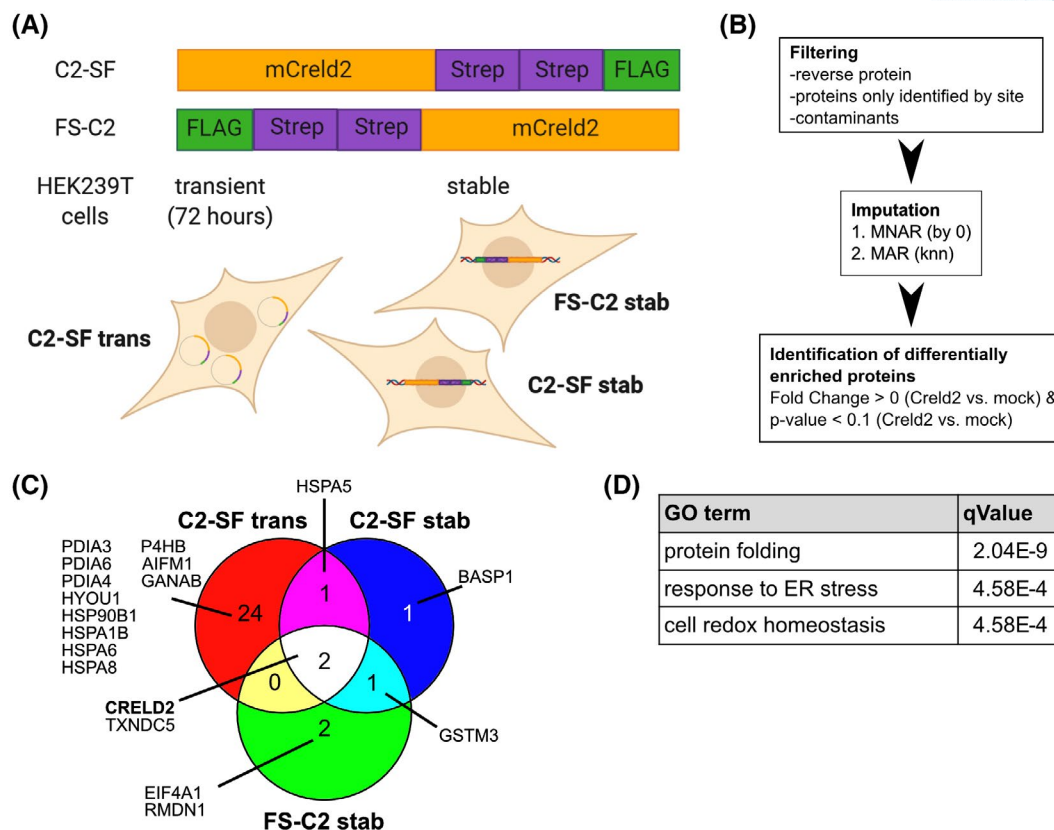 (A)
C2-SF
mCreld2
Strep
Strep
FLAG
FS-C2
FLAG
Strep
Strep
mCreld2
HEK239T
cells
transient
(72 hours)
stable
FS-C2 stab
C2-SF trans
C2-SF stab
(B)
Filtering
-reverse protein
-proteins only identified by site
-contaminants
Imputation
1. MNAR (by 0)
2. MAR (knn)
Identification of differentially
enriched proteins
Fold Change > 0 (Creld2 vs. mock) &
p-value < 0.1 (Creld2 vs. mock)
(C)
HSPA5
C2-SF trans
C2-SF stab
PDIA3
PDIA6
PDIA4
HYOU1
HSP90B1
HSPA1B
HSPA6
HSPA8
P4HB
AIFM1
GANAB
BASP1
24
1
1
2
0
1
2
CRELD2
TXNDC5
GSTM3
EIF4A1
RMDN1
FS-C2 stab
(D)
GO term qValue
protein folding 2.04E-9
response to ER stress 4.58E-4
cell redox homeostasis 4.58E-4